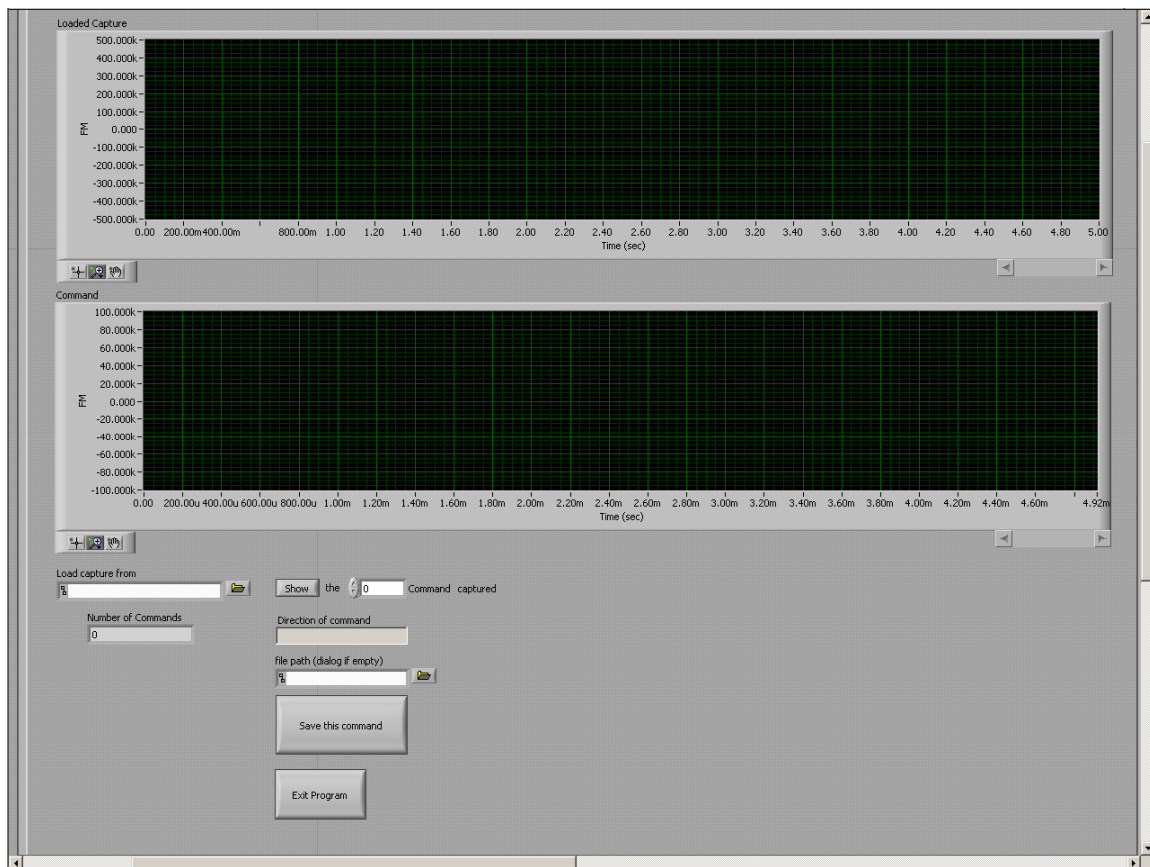 Loaded Capture
500.000k
400.000k
300.000k
200.000k
100.000k
0.000
-100.000k
-200.000k
-300.000k
-400.000k
-500.000k
FM
0.00 200.00m 400.00m 800.00m 1.00 1.20 1.40 1.60 1.80 2.00 2.20 2.40 2.60 2.80 3.00 3.20 3.40 3.60 3.80 4.00 4.20 4.40 4.60 4.80 5.00
Time (sec)
Command
100.000k
80.000k
60.000k
40.000k
20.000k
0.000
-20.000k
-40.000k
-60.000k
-80.000k
-100.000k
FM
0.00 200.00u 400.00u 600.00u 800.00u 1.00m 1.20m 1.40m 1.60m 1.80m 2.00m 2.20m 2.40m 2.60m 2.80m 3.00m 3.20m 3.40m 3.60m 3.80m 4.00m 4.20m 4.40m 4.60m 4.92m
Time (sec)
Load capture from
Show the 0 Command captured
Number of Commands
0
Direction of command
file path (dialog if empty)
Save this command
Exit Program